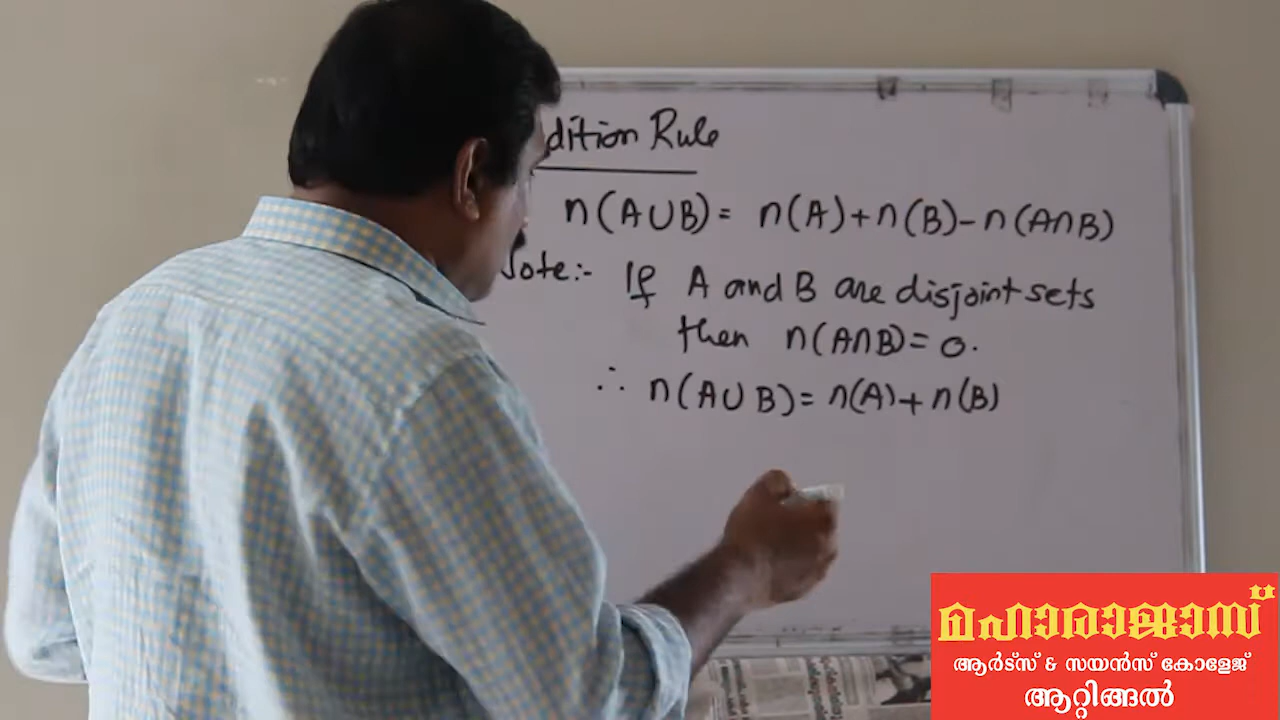 dition Rule
n(A∪B) = n(A)+n(B)-n(A∩B)
Note:- If A and B are disjoint sets
then n(A∩B)= 0.
∴ n(A∪B)= n(A)+n(B)
മഹാരാജാസ്
ആർട്സ് & സയൻസ് കോളേജ്
ആറ്റിങ്ങൽ